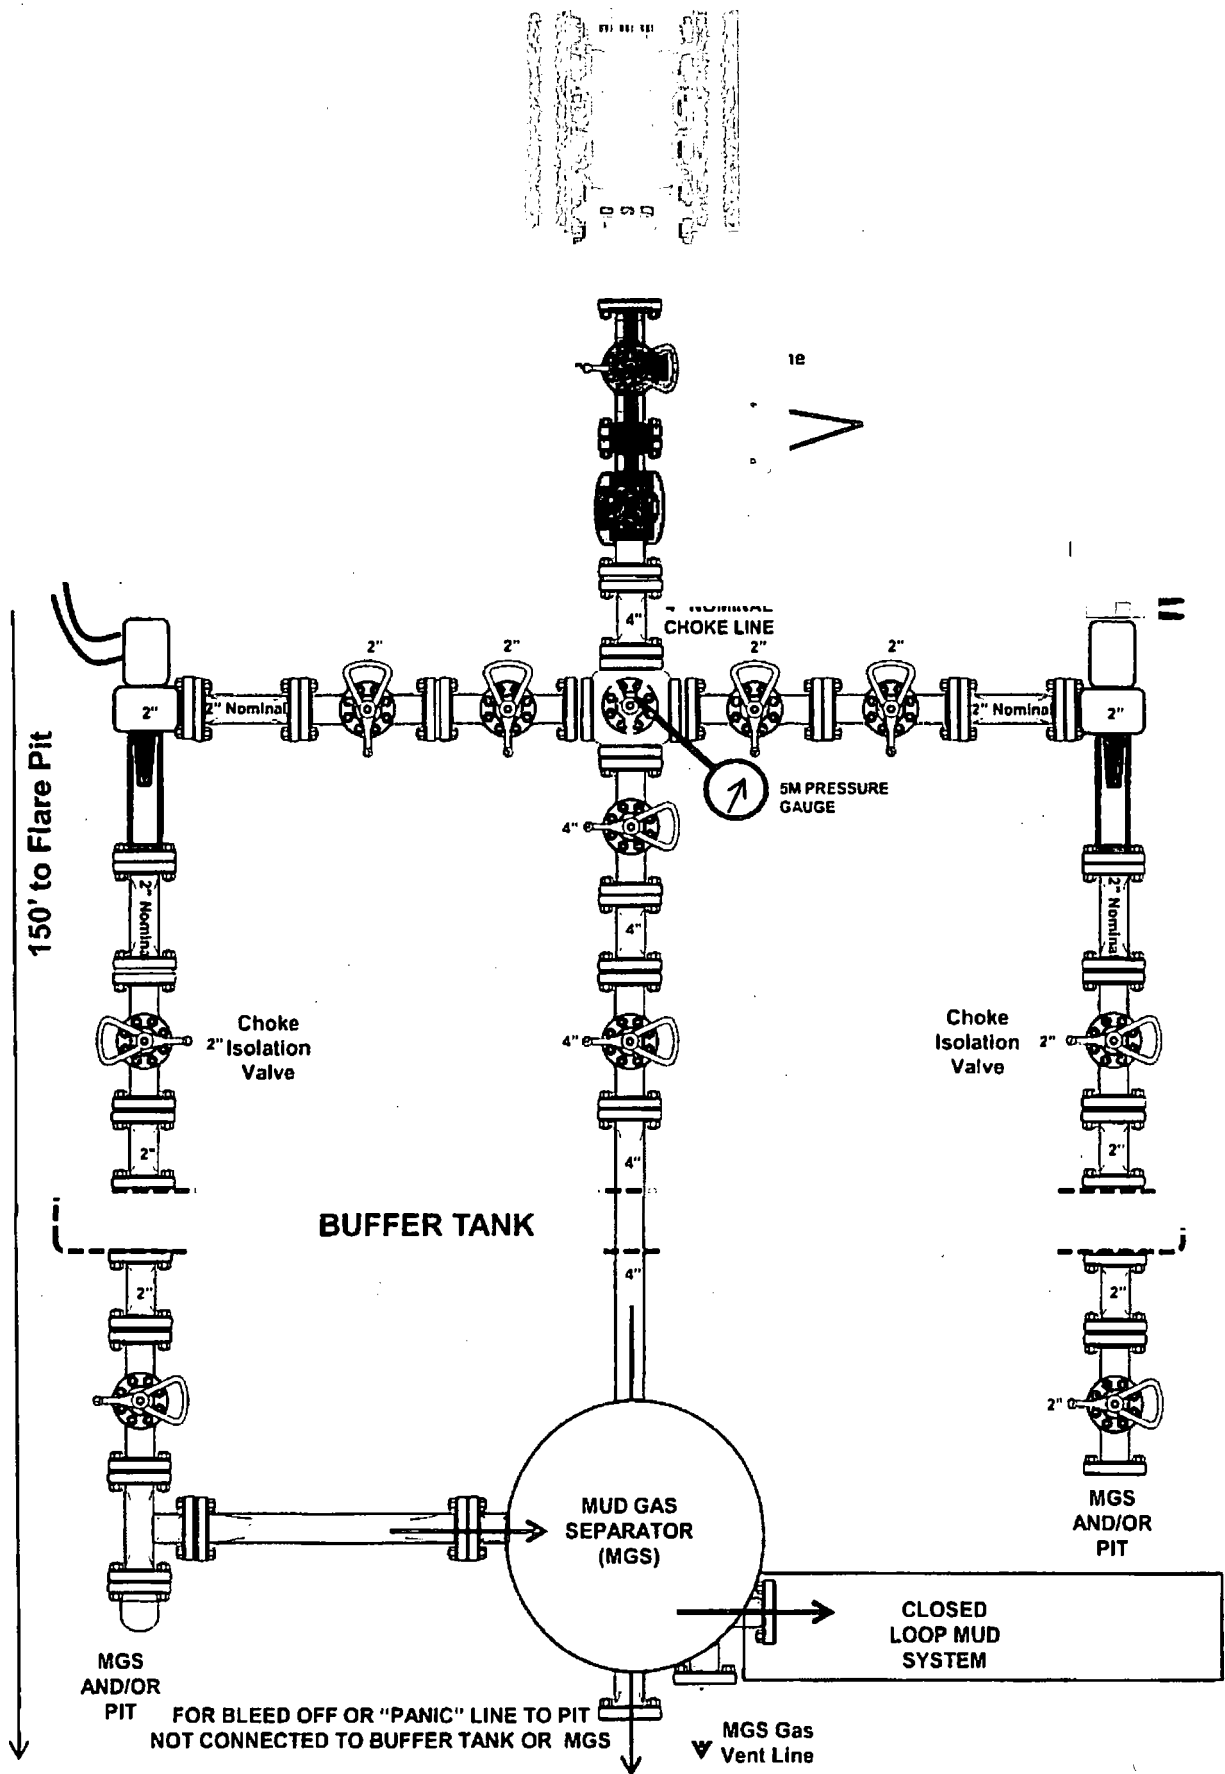 4"
NOMINAL
CHOKE LINE
2"
2"
2"
2"
2"
2" Nominal
2" Nominal
2"
5M PRESSURE
GAUGE
150' to Flare Pit
4"
2" Nominal
4"
2" Nominal
Choke
2" Isolation
Valve
4"
Choke
Isolation 2"
Valve
2"
4"
2"
BUFFER TANK
2"
4"
2"
2"
MUD GAS
SEPARATOR
(MGS)
MGS
AND/OR
PIT
CLOSED
LOOP MUD
SYSTEM
MGS
AND/OR
PIT
FOR BLEED OFF OR "PANIC" LINE TO PIT
NOT CONNECTED TO BUFFER TANK OR MGS
MGS Gas
Vent Line